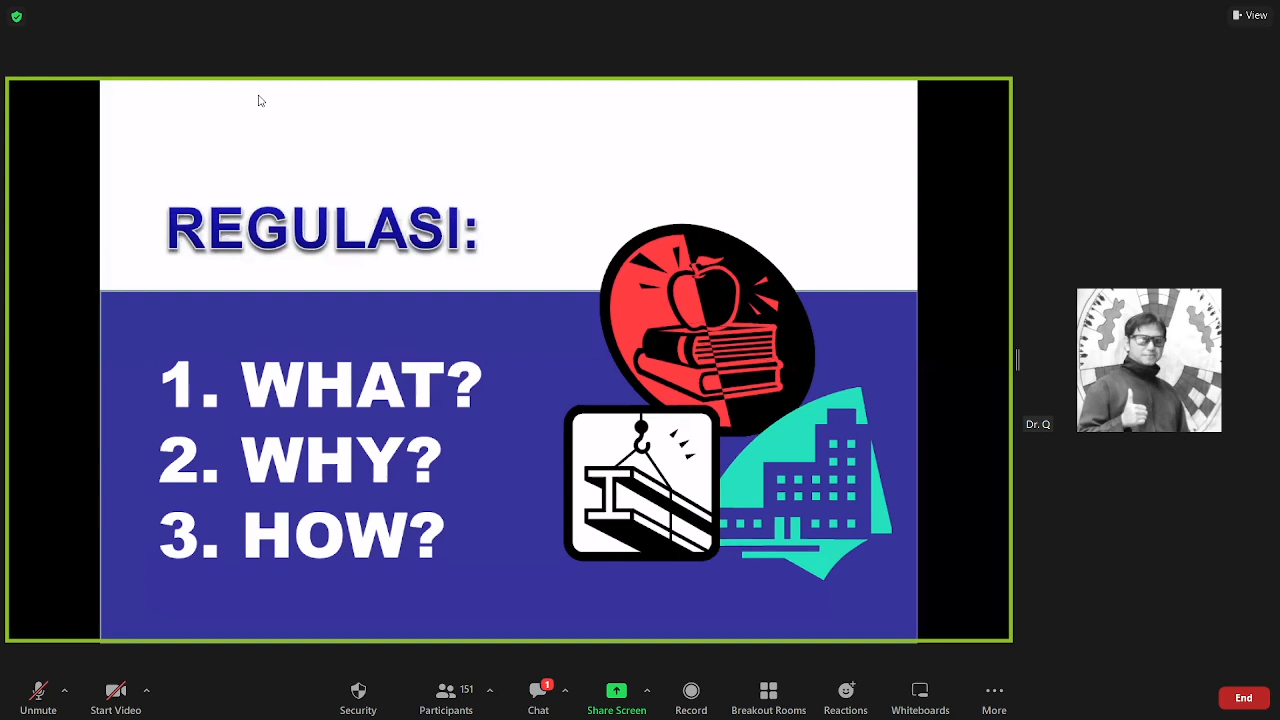 View
REGULASI:
1. WHAT?
2. WHY?
3. HOW?
Dr. Q
Unmute
Start Video
Security
151
Participants
1
Chat
Share Screen
Record
Breakout Rooms
Reactions
Whiteboards
More
End